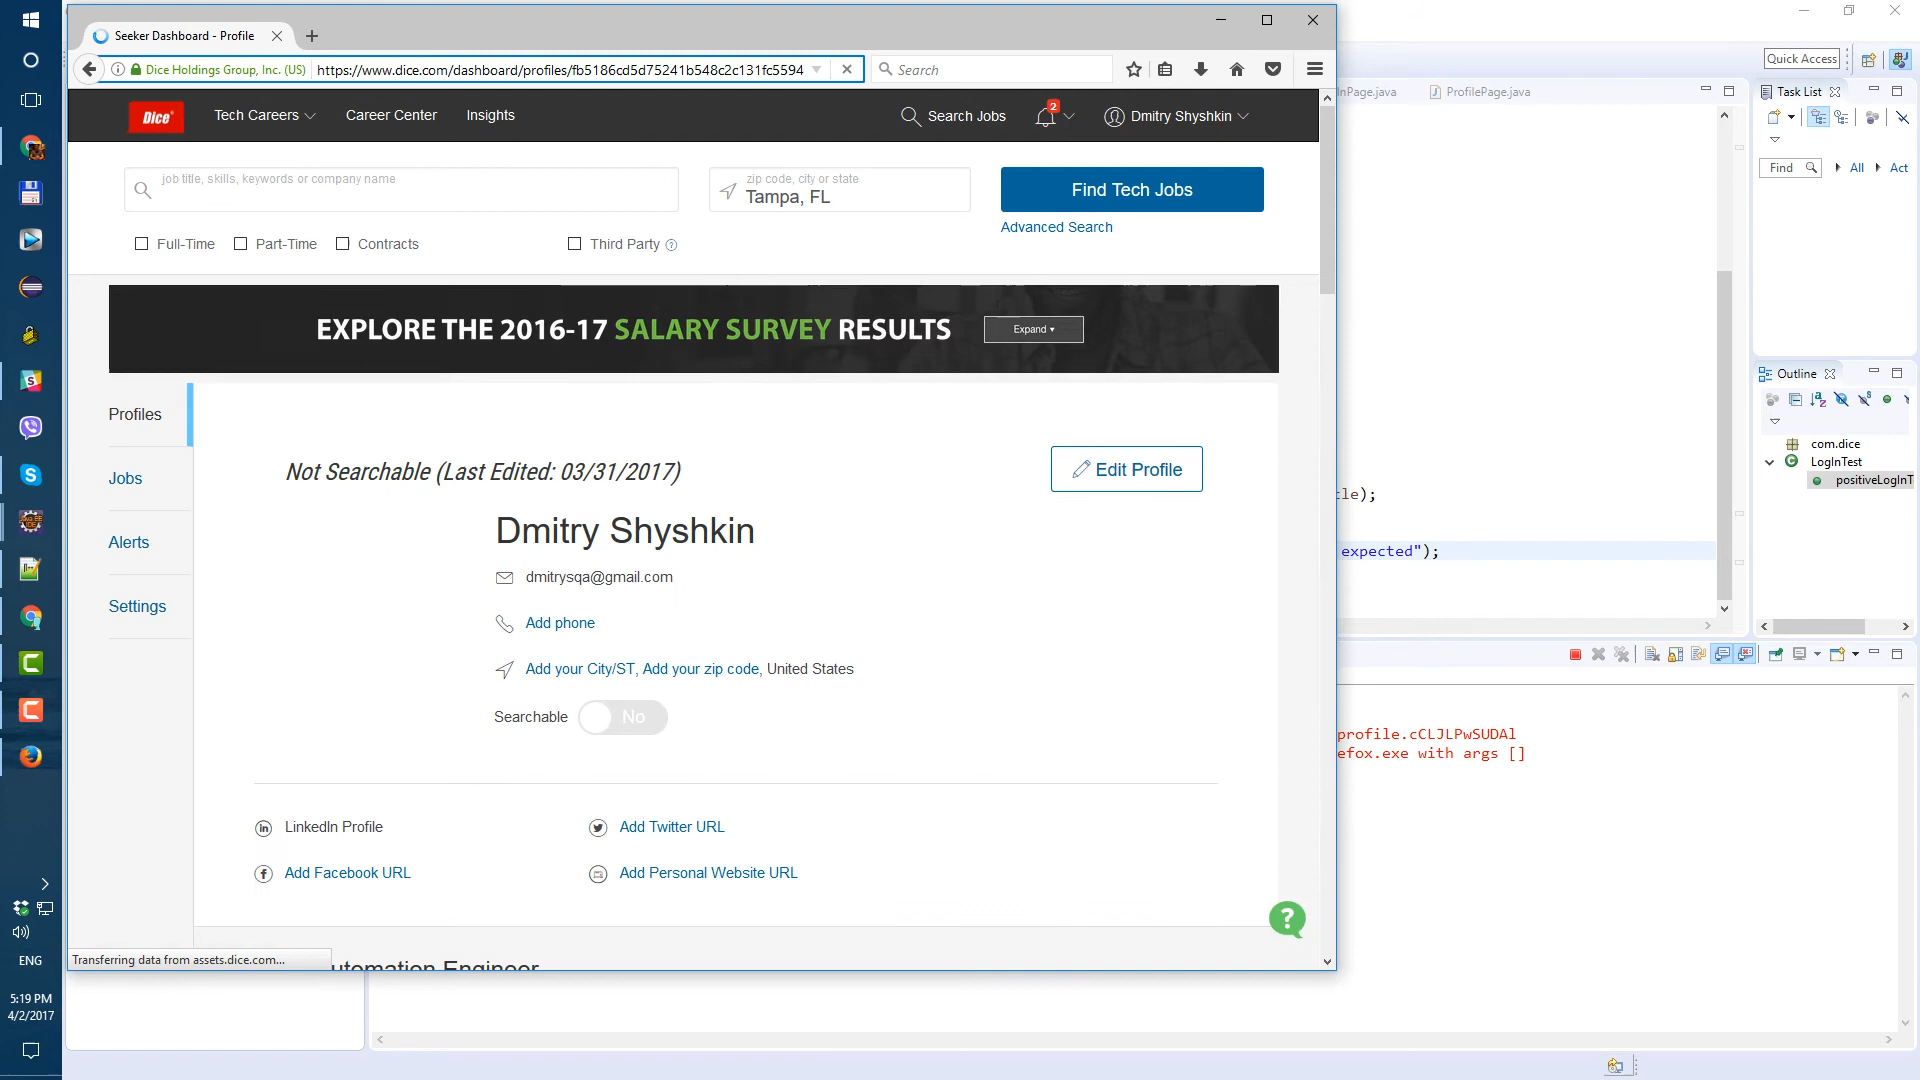 Seeker Dashboard - Profile
Dice Holdings Group, Inc. (US)
https://www.dice.com/dashboard/profiles/fb5186cd5d75241b548c2c131fc5594
Search
Dice
Tech Careers
Career Center
Insights
Search Jobs
2
Dmitry Shyshkin
job title, skills, keywords or company name
zip code, city or state
Tampa, FL
Find Tech Jobs
Advanced Search
Full-Time
Part-Time
Contracts
Third Party
EXPLORE THE 2016-17 SALARY SURVEY RESULTS
Expand
Profiles
Jobs
Alerts
Settings
Not Searchable (Last Edited: 03/31/2017)
Edit Profile
Dmitry Shyshkin
dmitrysqa@gmail.com
Add phone
Add your City/ST, Add your zip code, United States
Searchable
No
LinkedIn Profile
Add Twitter URL
Add Facebook URL
Add Personal Website URL
utomation Engineer
Transferring data from assets.dice.com...
Quick Access
nPage.java
ProfilePage.java
Task List
Find
All
Act
Outline
com.dice
LogInTest
positiveLogInT
tle);
expected");
profile.cCLJLPwSUDAl
efox.exe with args []
ENG
5:19 PM
4/2/2017